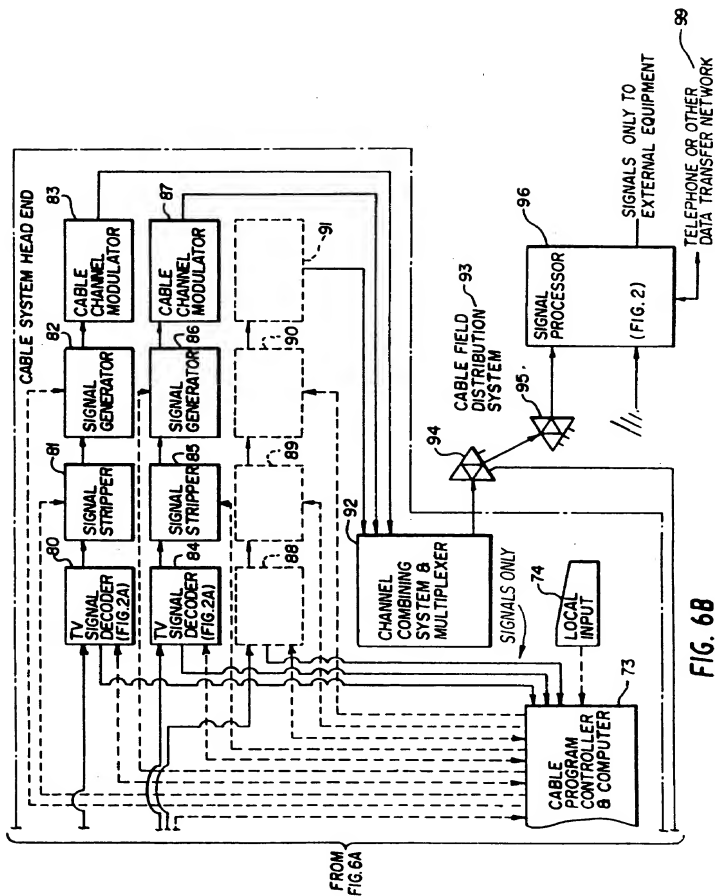 CABLE SYSTEM HEAD END
80
TV
SIGNAL
DECODER
(FIG.2A)
81
SIGNAL
STRIPPER
82
SIGNAL
GENERATOR
83
CABLE
CHANNEL
MODULATOR
84
TV
SIGNAL
DECODER
(FIG.2A)
85
SIGNAL
STRIPPER
86
SIGNAL
GENERATOR
87
CABLE
CHANNEL
MODULATOR
88
89
90
91
92
CHANNEL
COMBINING
SYSTEM &
MULTIPLEXER
CABLE FIELD
DISTRIBUTION
SYSTEM
93
94
95
96
SIGNAL
PROCESSOR
(FIG. 2)
SIGNALS ONLY TO
EXTERNAL EQUIPMENT
TELEPHONE OR OTHER
DATA TRANSFER NETWORK
99
SIGNALS ONLY
74
LOCAL
INPUT
73
CABLE
PROGRAM
CONTROLLER
& COMPUTER
FROM
FIG.6A
FIG. 6B